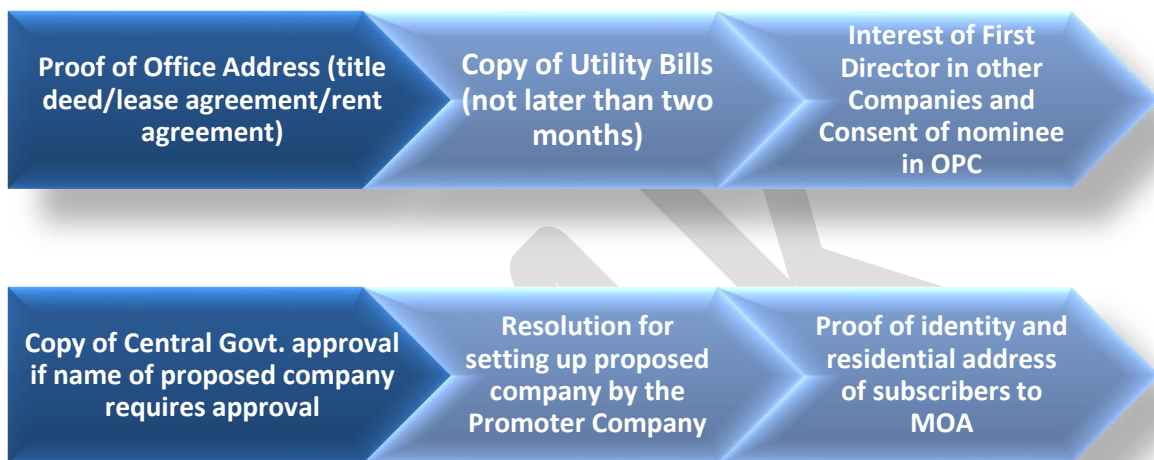 Proof of Office Address (title
deed/lease agreement/rent
agreement)
Copy of Utility Bills
(not later than two
months)
Interest of First
Director in other
Companies and
Consent of nominee
in OPC
Copy of Central Govt. approval
if name of proposed company
requires approval
Resolution for
setting up proposed
company by the
Promoter Company
Proof of identity and
residential address
of subscribers to
MOA